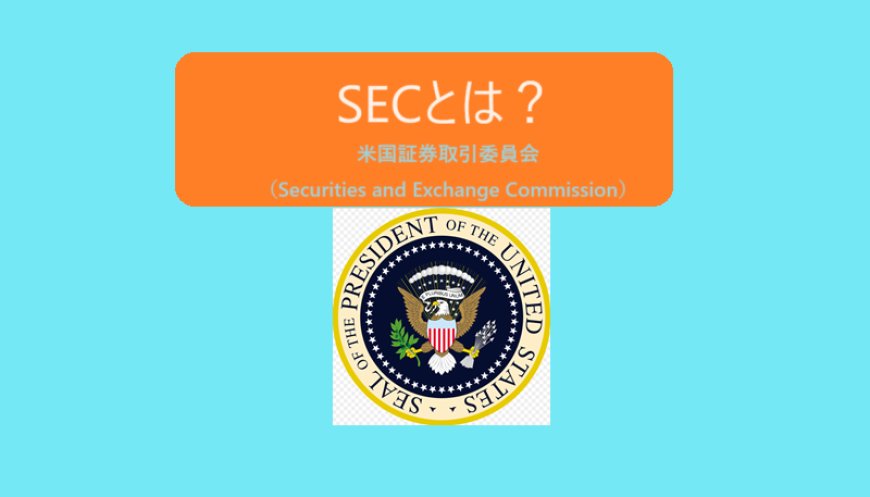 SECとは？
米国証券取引委員会
（Securities and Exchange Commission）
SEAL OF THE PRESIDENT OF THE UNITED STATES
E PLURIBUS UNUM